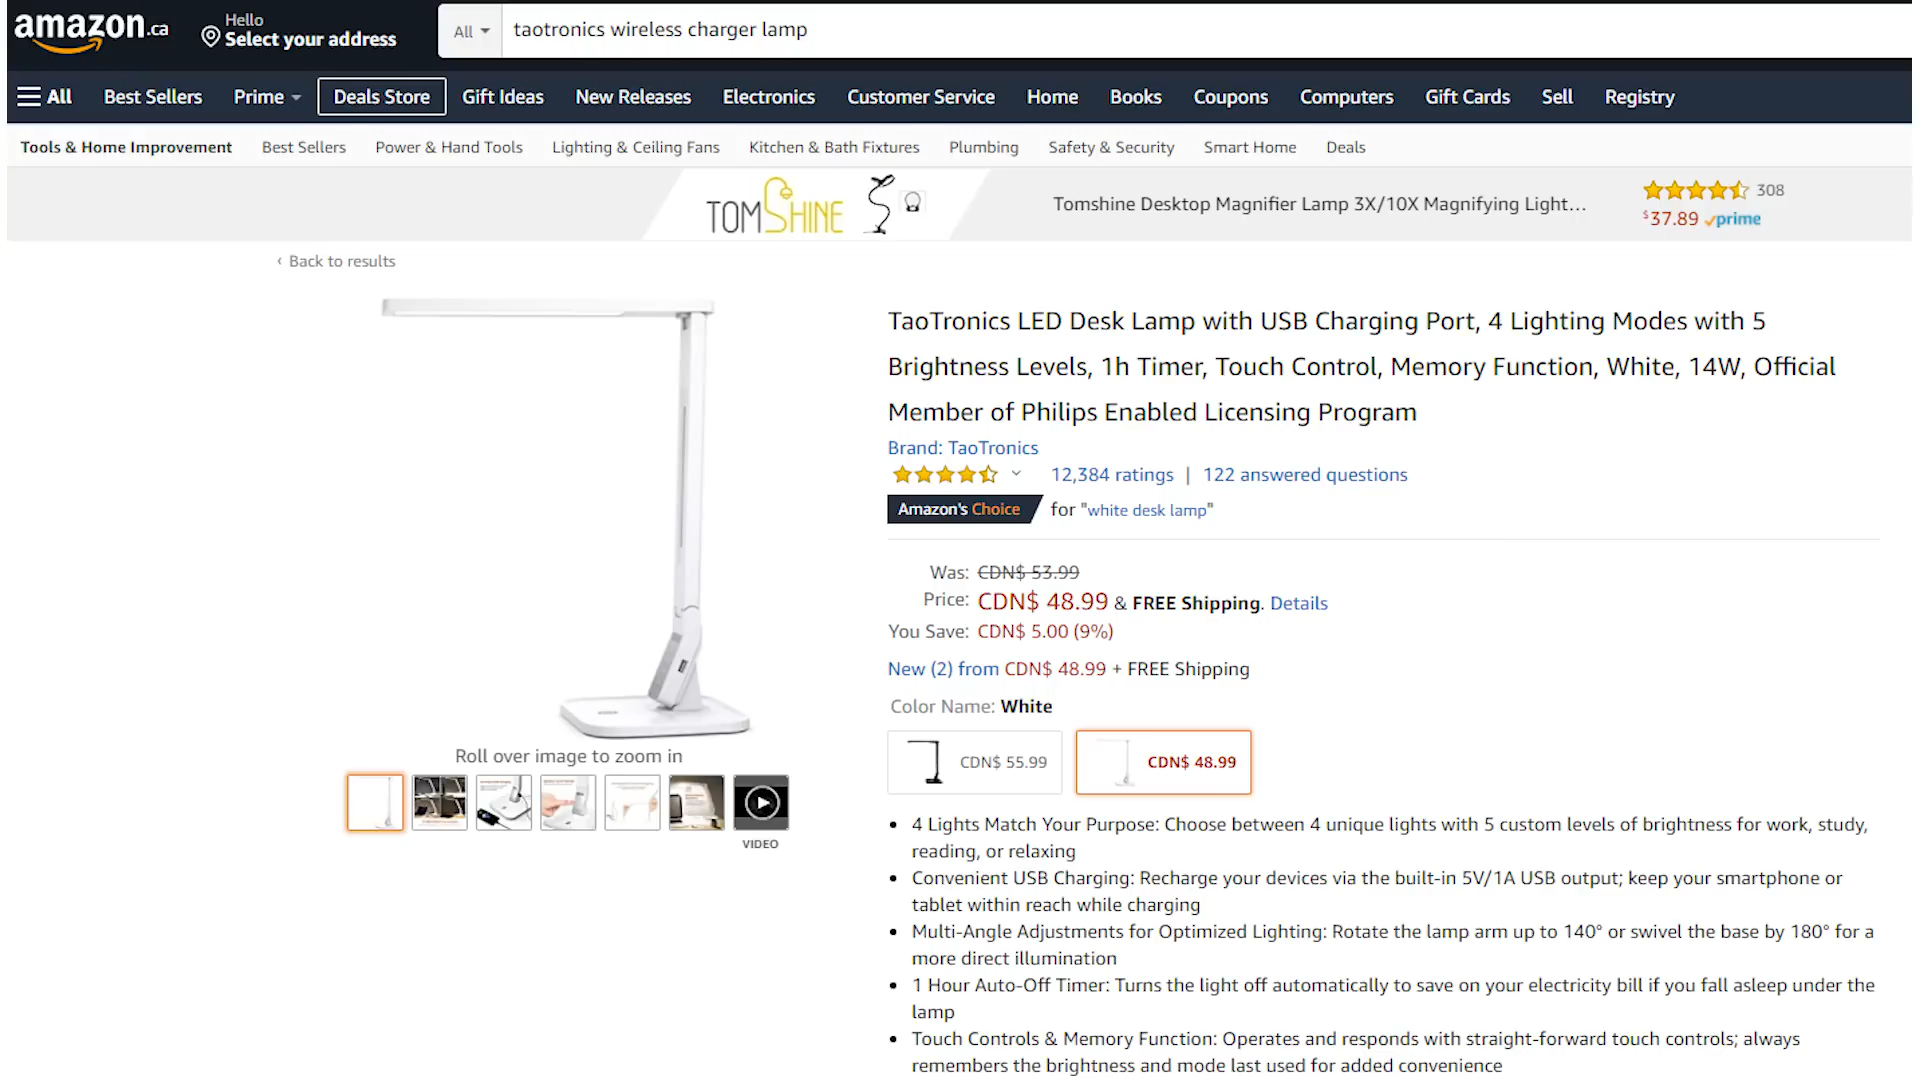 amazon.ca
Hello
Select your address
All
taotronics wireless charger lamp
All Best Sellers Prime Deals Store Gift Ideas New Releases Electronics Customer Service Home Books Coupons Computers Gift Cards Sell Registry
Tools & Home Improvement Best Sellers Power & Hand Tools Lighting & Ceiling Fans Kitchen & Bath Fixtures Plumbing Safety & Security Smart Home Deals
TOMSHINE
Tomshine Desktop Magnifier Lamp 3X/10X Magnifying Light...
308
$37.89 prime
‹ Back to results
TaoTronics LED Desk Lamp with USB Charging Port, 4 Lighting Modes with 5
Brightness Levels, 1h Timer, Touch Control, Memory Function, White, 14W, Official
Member of Philips Enabled Licensing Program
Brand: TaoTronics
12,384 ratings | 122 answered questions
Amazon's Choice for "white desk lamp"
Was: CDN$ 53.99
Price: CDN$ 48.99 & FREE Shipping. Details
You Save: CDN$ 5.00 (9%)
New (2) from CDN$ 48.99 + FREE Shipping
Color Name: White
CDN$ 55.99
CDN$ 48.99
Roll over image to zoom in
VIDEO
• 4 Lights Match Your Purpose: Choose between 4 unique lights with 5 custom levels of brightness for work, study,
reading, or relaxing
• Convenient USB Charging: Recharge your devices via the built-in 5V/1A USB output; keep your smartphone or
tablet within reach while charging
• Multi-Angle Adjustments for Optimized Lighting: Rotate the lamp arm up to 140° or swivel the base by 180° for a
more direct illumination
• 1 Hour Auto-Off Timer: Turns the light off automatically to save on your electricity bill if you fall asleep under the
lamp
• Touch Controls & Memory Function: Operates and responds with straight-forward touch controls; always
remembers the brightness and mode last used for added convenience